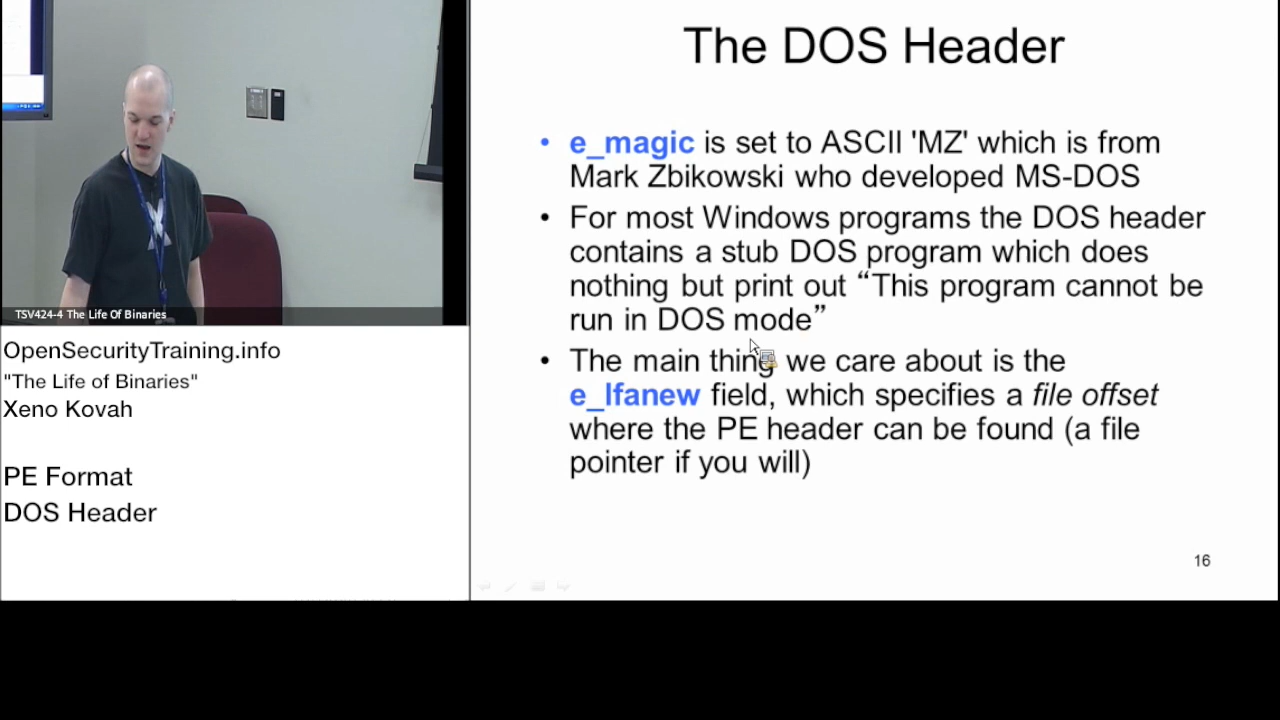 The DOS Header
• e_magic is set to ASCII 'MZ' which is from
Mark Zbikowski who developed MS-DOS
• For most Windows programs the DOS header
contains a stub DOS program which does
nothing but print out “This program cannot be
run in DOS mode”
• The main thing we care about is the
e_lfanew field, which specifies a file offset
where the PE header can be found (a file
pointer if you will)
16
TSV424-4 The Life Of Binaries
OpenSecurityTraining.info
"The Life of Binaries"
Xeno Kovah
PE Format
DOS Header